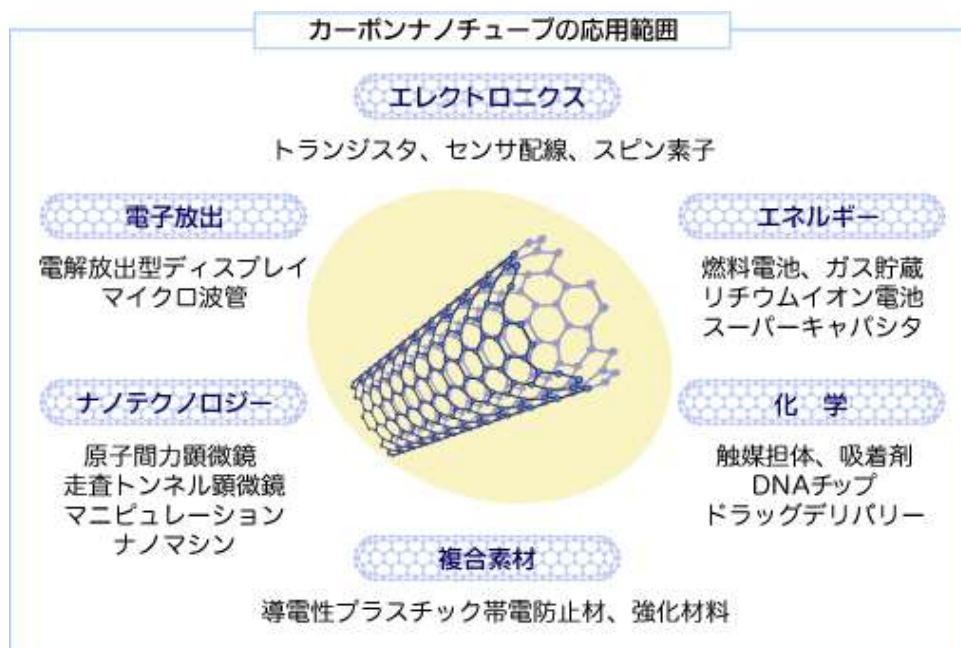 カーボンナノチューブの応用範囲
エレクトロニクス
トランジスタ、センサ配線、スピン素子
電子放出
電解放出型ディスプレイ
マイクロ波管
エネルギー
燃料電池、ガス貯蔵
リチウムイオン電池
スーパーキャパシタ
ナノテクノロジー
原子間力顕微鏡
走査トンネル顕微鏡
マニピュレーション
ナノマシン
化 学
触媒担体、吸着剤
DNAチップ
ドラッグデリバリー
複合素材
導電性プラスチック帯電防止材、強化材料